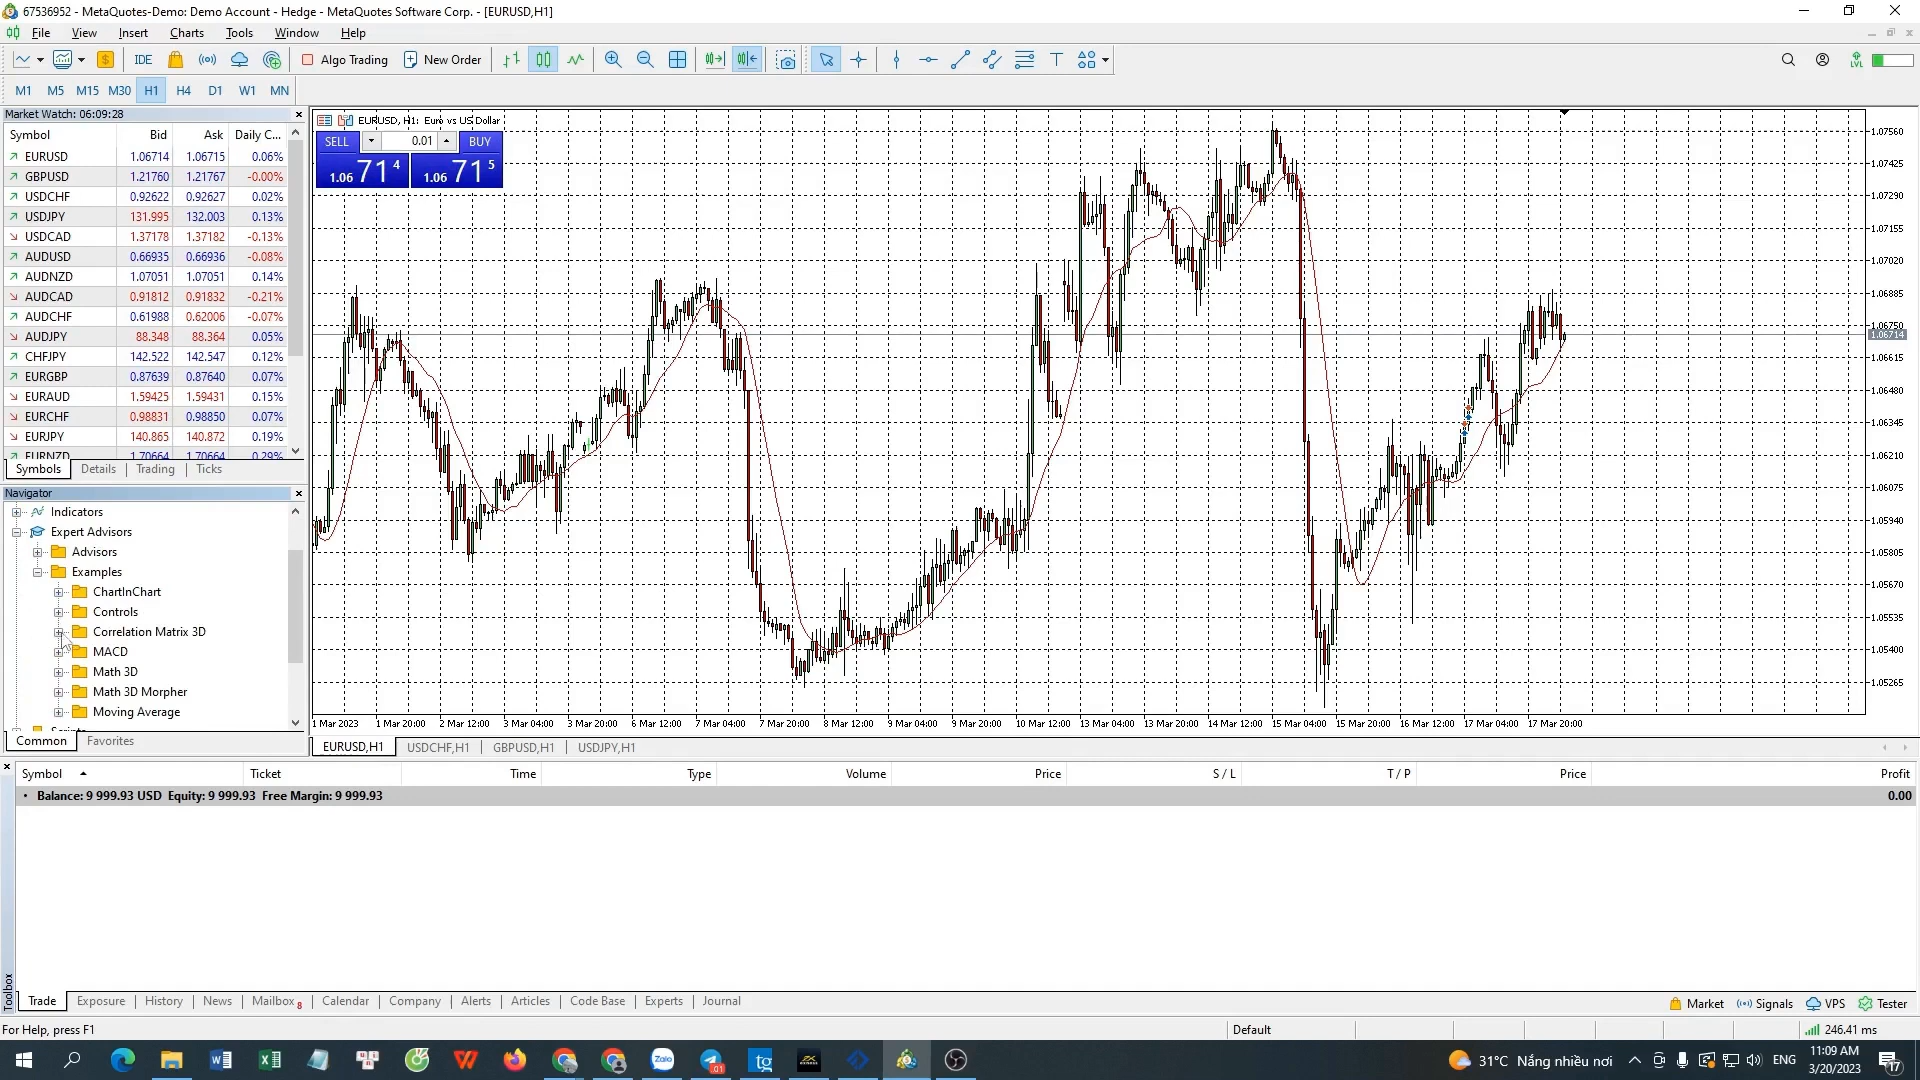 67536952 - MetaQuotes-Demo: Demo Account - Hedge - MetaQuotes Software Corp. - [EURUSD,H1]
File View Insert Charts Tools Window Help
IDE Algo Trading New Order LVL
M1 M5 M15 M30 H1 H4 D1 W1 MN
Market Watch: 06:09:28
Symbol Bid Ask Daily C...
EURUSD 1.06714 1.06715 0.06%
GBPUSD 1.21760 1.21767 -0.00%
USDCHF 0.92622 0.92627 0.02%
USDJPY 131.995 132.003 0.13%
USDCAD 1.37178 1.37182 -0.13%
AUDUSD 0.66935 0.66936 -0.08%
AUDNZD 1.07051 1.07051 0.14%
AUDCAD 0.91812 0.91832 -0.21%
AUDCHF 0.61988 0.62006 -0.07%
AUDJPY 88.348 88.364 0.05%
CHFJPY 142.522 142.547 0.12%
EURGBP 0.87639 0.87640 0.07%
EURAUD 1.59425 1.59431 0.15%
EURCHF 0.98831 0.98850 0.07%
EURJPY 140.865 140.872 0.19%
EURNZD 1.70664 1.70664 0.29%
Symbols Details Trading Ticks
Navigator
Indicators
Expert Advisors
Advisors
Examples
ChartInChart
Controls
Correlation Matrix 3D
MACD
Math 3D
Math 3D Morpher
Moving Average
Common Favorites
EURUSD, H1: Euro vs US Dollar
SELL 0.01 BUY
1.06 71 4 1.06 71 5
1.07560
1.07425
1.07290
1.07155
1.07020
1.06885
1.06750
1.06714
1.06615
1.06480
1.06345
1.06210
1.06075
1.05940
1.05805
1.05670
1.05535
1.05400
1.05265
1 Mar 2023 1 Mar 20:00 2 Mar 12:00 3 Mar 04:00 3 Mar 20:00 6 Mar 12:00 7 Mar 04:00 7 Mar 20:00 8 Mar 12:00 9 Mar 04:00 9 Mar 20:00 10 Mar 12:00 13 Mar 04:00 13 Mar 20:00 14 Mar 12:00 15 Mar 04:00 15 Mar 20:00 16 Mar 12:00 17 Mar 04:00 17 Mar 20:00
EURUSD,H1 USDCHF,H1 GBPUSD,H1 USDJPY,H1
Symbol Ticket Time Type Volume Price S / L T / P Price Profit
Balance: 9 999.93 USD Equity: 9 999.93 Free Margin: 9 999.93 0.00
Toolbox
Trade Exposure History News Mailbox 8 Calendar Company Alerts Articles Code Base Experts Journal
Market Signals VPS Tester
For Help, press F1 Default 246.41 ms
31°C Nắng nhiều nơi ENG 11:09 AM
3/20/2023 17